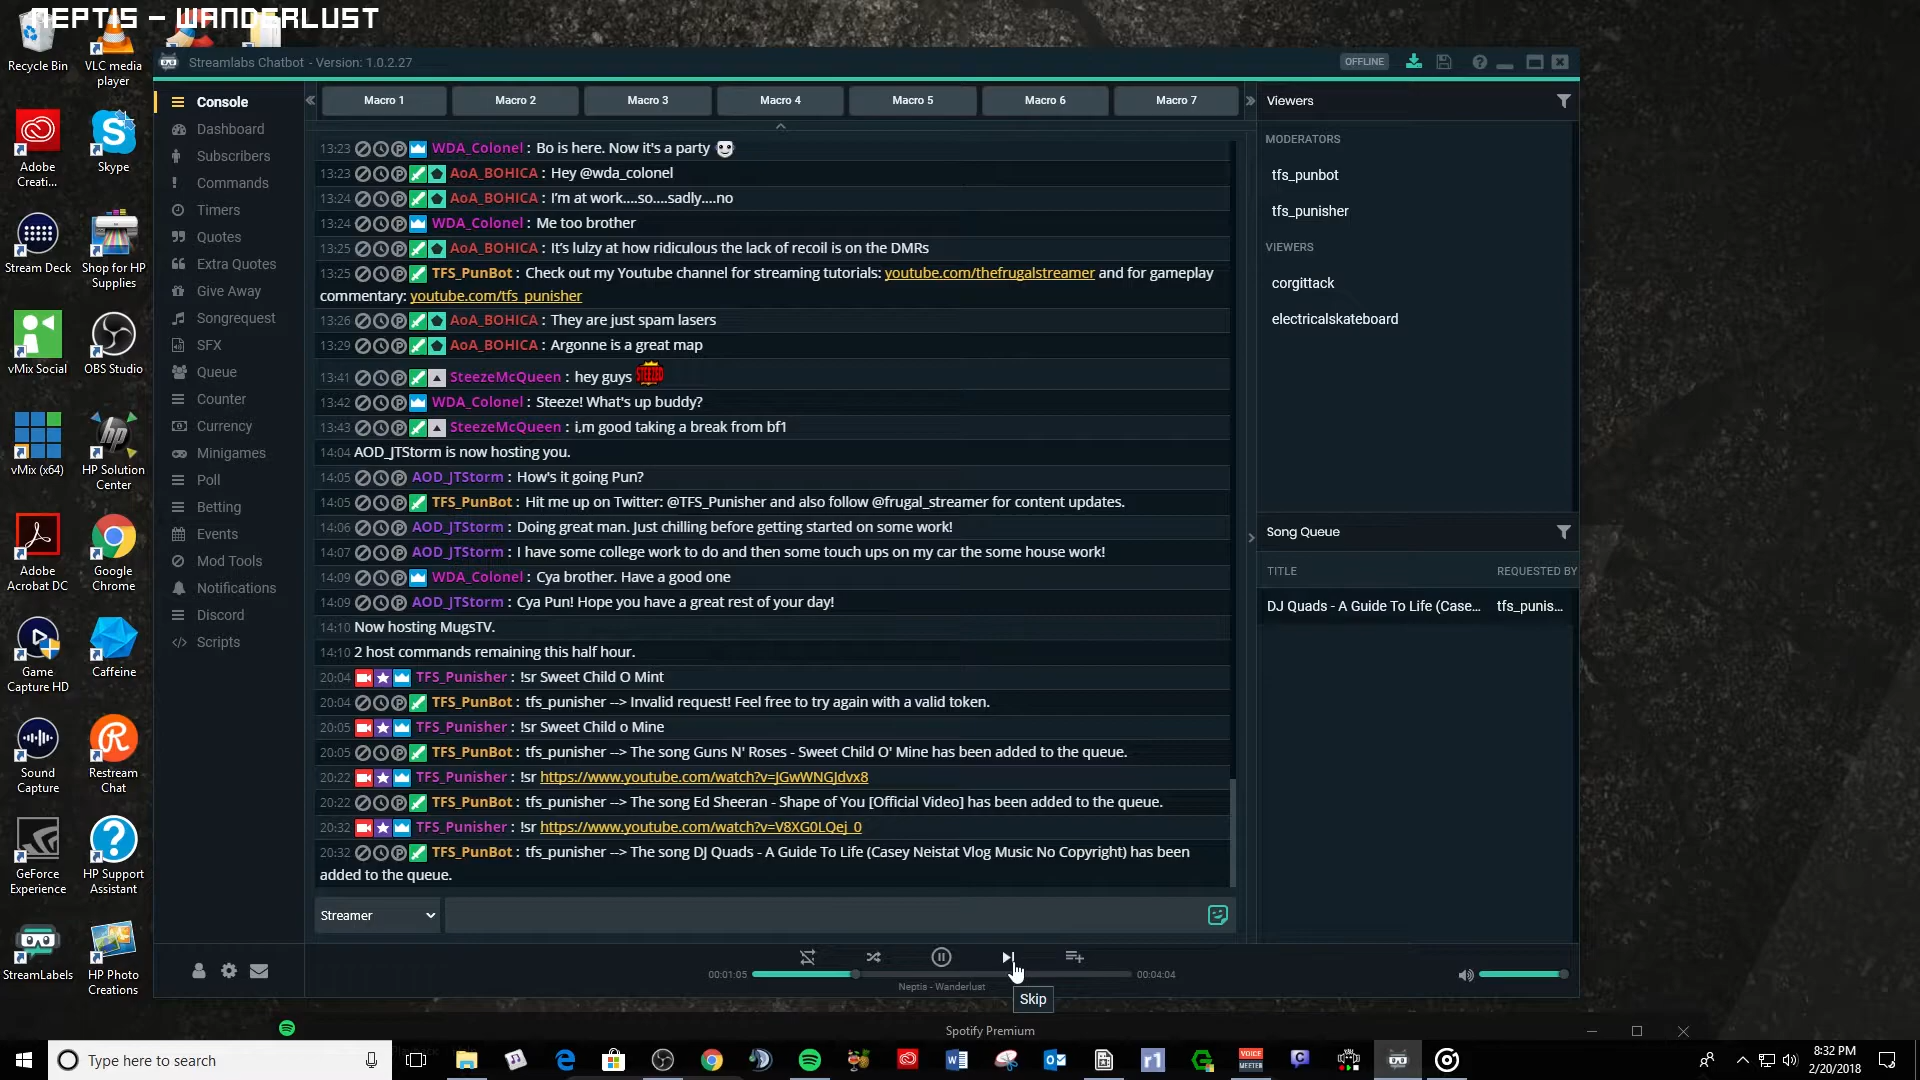 NEPTIS – WANDERLUST
Recycle Bin
VLC media
player
Adobe
Creati...
Skype
Stream Deck
Shop for HP
Supplies
vMix Social
OBS Studio
vMix (x64)
HP Solution
Center
Adobe
Acrobat DC
Google
Chrome
Game
Capture HD
Caffeine
Sound
Capture
Restream
Chat
GeForce
Experience
HP Support
Assistant
StreamLabels
HP Photo
Creations
Streamlabs Chatbot - Version: 1.0.2.27
OFFLINE
Console
Dashboard
Subscribers
Commands
Timers
Quotes
Extra Quotes
Give Away
Songrequest
SFX
Queue
Counter
Currency
Minigames
Poll
Betting
Events
Mod Tools
Notifications
Discord
Scripts
Macro 1
Macro 2
Macro 3
Macro 4
Macro 5
Macro 6
Macro 7
13:23 WDA_Colonel : Bo is here. Now it's a party
13:23 AoA_BOHICA : Hey @wda_colonel
13:24 AoA_BOHICA : I'm at work....so....sadly....no
13:24 WDA_Colonel : Me too brother
13:25 AoA_BOHICA : It's lulzy at how ridiculous the lack of recoil is on the DMRs
13:25 TFS_PunBot : Check out my Youtube channel for streaming tutorials: youtube.com/thefrugalstreamer and for gameplay
commentary: youtube.com/tfs_punisher
13:26 AoA_BOHICA : They are just spam lasers
13:29 AoA_BOHICA : Argonne is a great map
13:41 SteezeMcQueen : hey guys
13:42 WDA_Colonel : Steeze! What's up buddy?
13:43 SteezeMcQueen : i,m good taking a break from bf1
14:04 AOD_JTStorm is now hosting you.
14:05 AOD_JTStorm : How's it going Pun?
14:05 TFS_PunBot : Hit me up on Twitter: @TFS_Punisher and also follow @frugal_streamer for content updates.
14:06 AOD_JTStorm : Doing great man. Just chilling before getting started on some work!
14:07 AOD_JTStorm : I have some college work to do and then some touch ups on my car the some house work!
14:09 WDA_Colonel : Cya brother. Have a good one
14:09 AOD_JTStorm : Cya Pun! Hope you have a great rest of your day!
14:10 Now hosting MugsTV.
14:10 2 host commands remaining this half hour.
20:04 TFS_Punisher : !sr Sweet Child O Mint
20:04 TFS_PunBot : tfs_punisher --> Invalid request! Feel free to try again with a valid token.
20:05 TFS_Punisher : !sr Sweet Child o Mine
20:05 TFS_PunBot : tfs_punisher --> The song Guns N' Roses - Sweet Child O' Mine has been added to the queue.
20:22 TFS_Punisher : !sr https://www.youtube.com/watch?v=JGwWNGJdvx8
20:22 TFS_PunBot : tfs_punisher --> The song Ed Sheeran - Shape of You [Official Video] has been added to the queue.
20:32 TFS_Punisher : !sr https://www.youtube.com/watch?v=V8XG0LQej_0
20:32 TFS_PunBot : tfs_punisher --> The song DJ Quads - A Guide To Life (Casey Neistat Vlog Music No Copyright) has been
added to the queue.
Streamer
Viewers
MODERATORS
tfs_punbot
tfs_punisher
VIEWERS
corgittack
electricalskateboard
Song Queue
TITLE REQUESTED BY
DJ Quads - A Guide To Life (Case... tfs_punis...
00:01:05
00:04:04
Neptis - Wanderlust
Skip
Spotify Premium
Type here to search
8:32 PM
2/20/2018